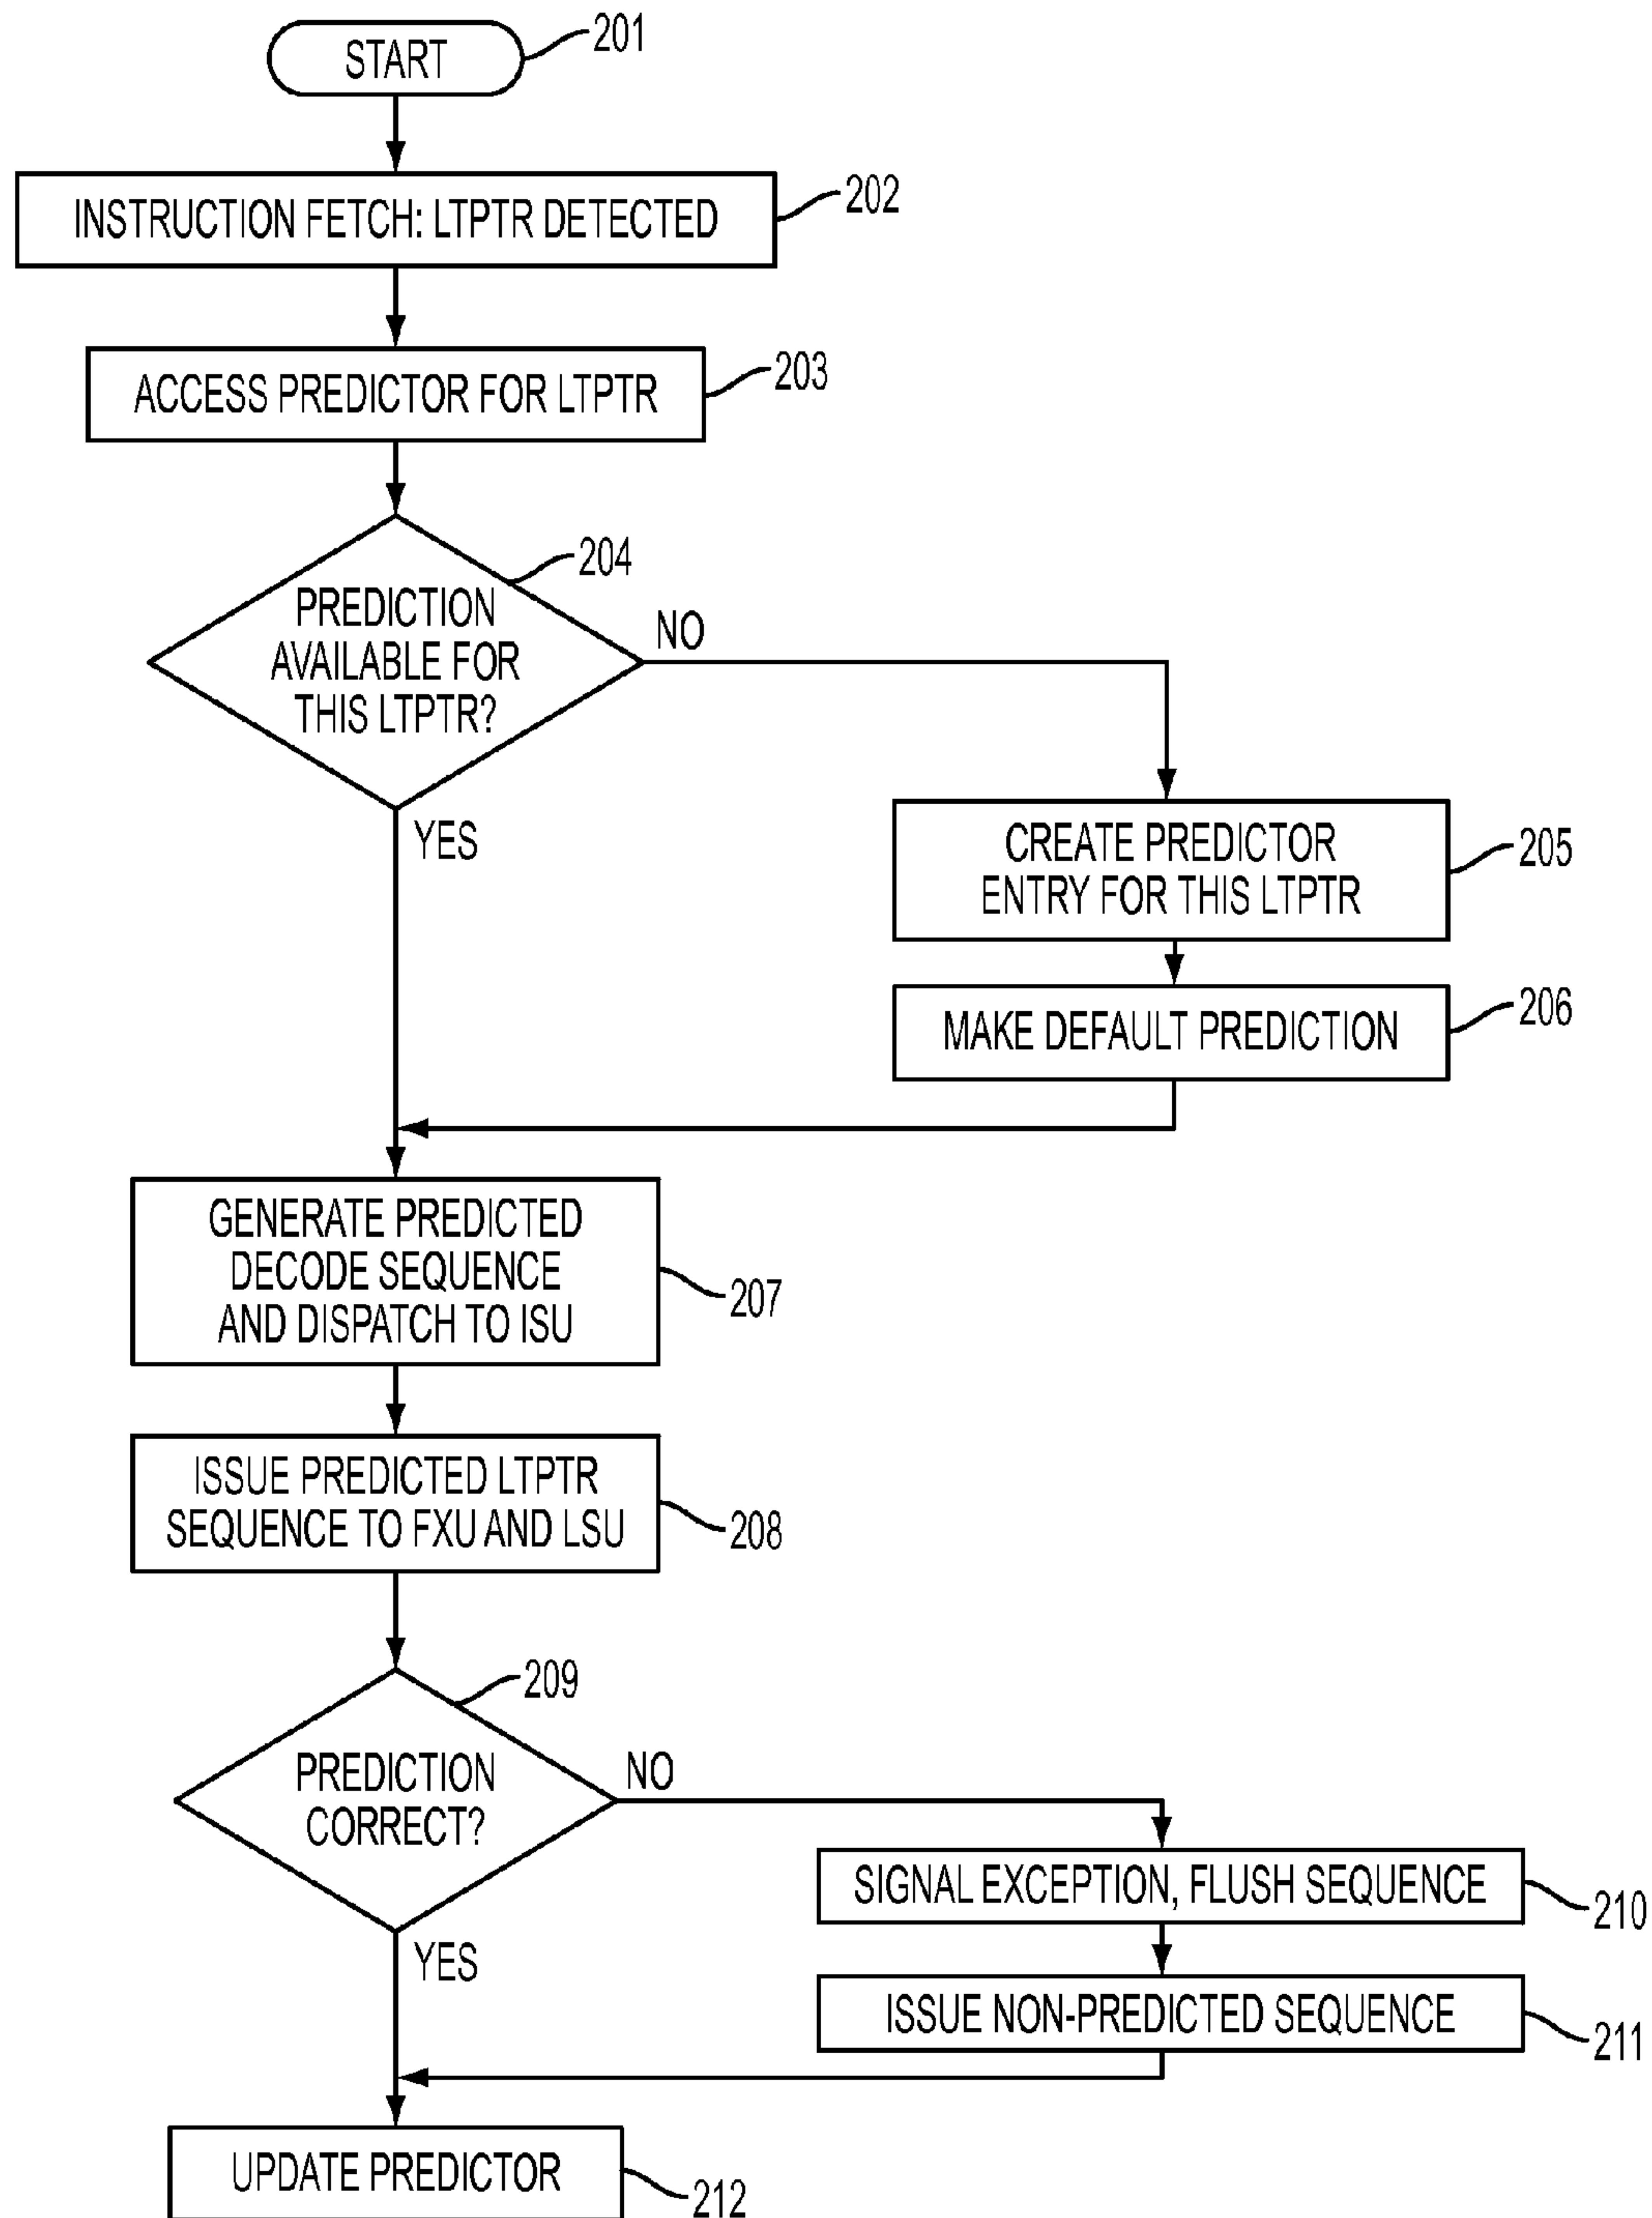 START
201
INSTRUCTION FETCH: LTPTR DETECTED
202
ACCESS PREDICTOR FOR LTPTR
203
204
PREDICTION
AVAILABLE FOR
THIS LTPTR?
NO
YES
CREATE PREDICTOR
ENTRY FOR THIS LTPTR
205
MAKE DEFAULT PREDICTION
206
GENERATE PREDICTED
DECODE SEQUENCE
AND DISPATCH TO ISU
207
ISSUE PREDICTED LTPTR
SEQUENCE TO FXU AND LSU
208
209
PREDICTION
CORRECT?
NO
YES
SIGNAL EXCEPTION, FLUSH SEQUENCE
210
ISSUE NON-PREDICTED SEQUENCE
211
UPDATE PREDICTOR
212